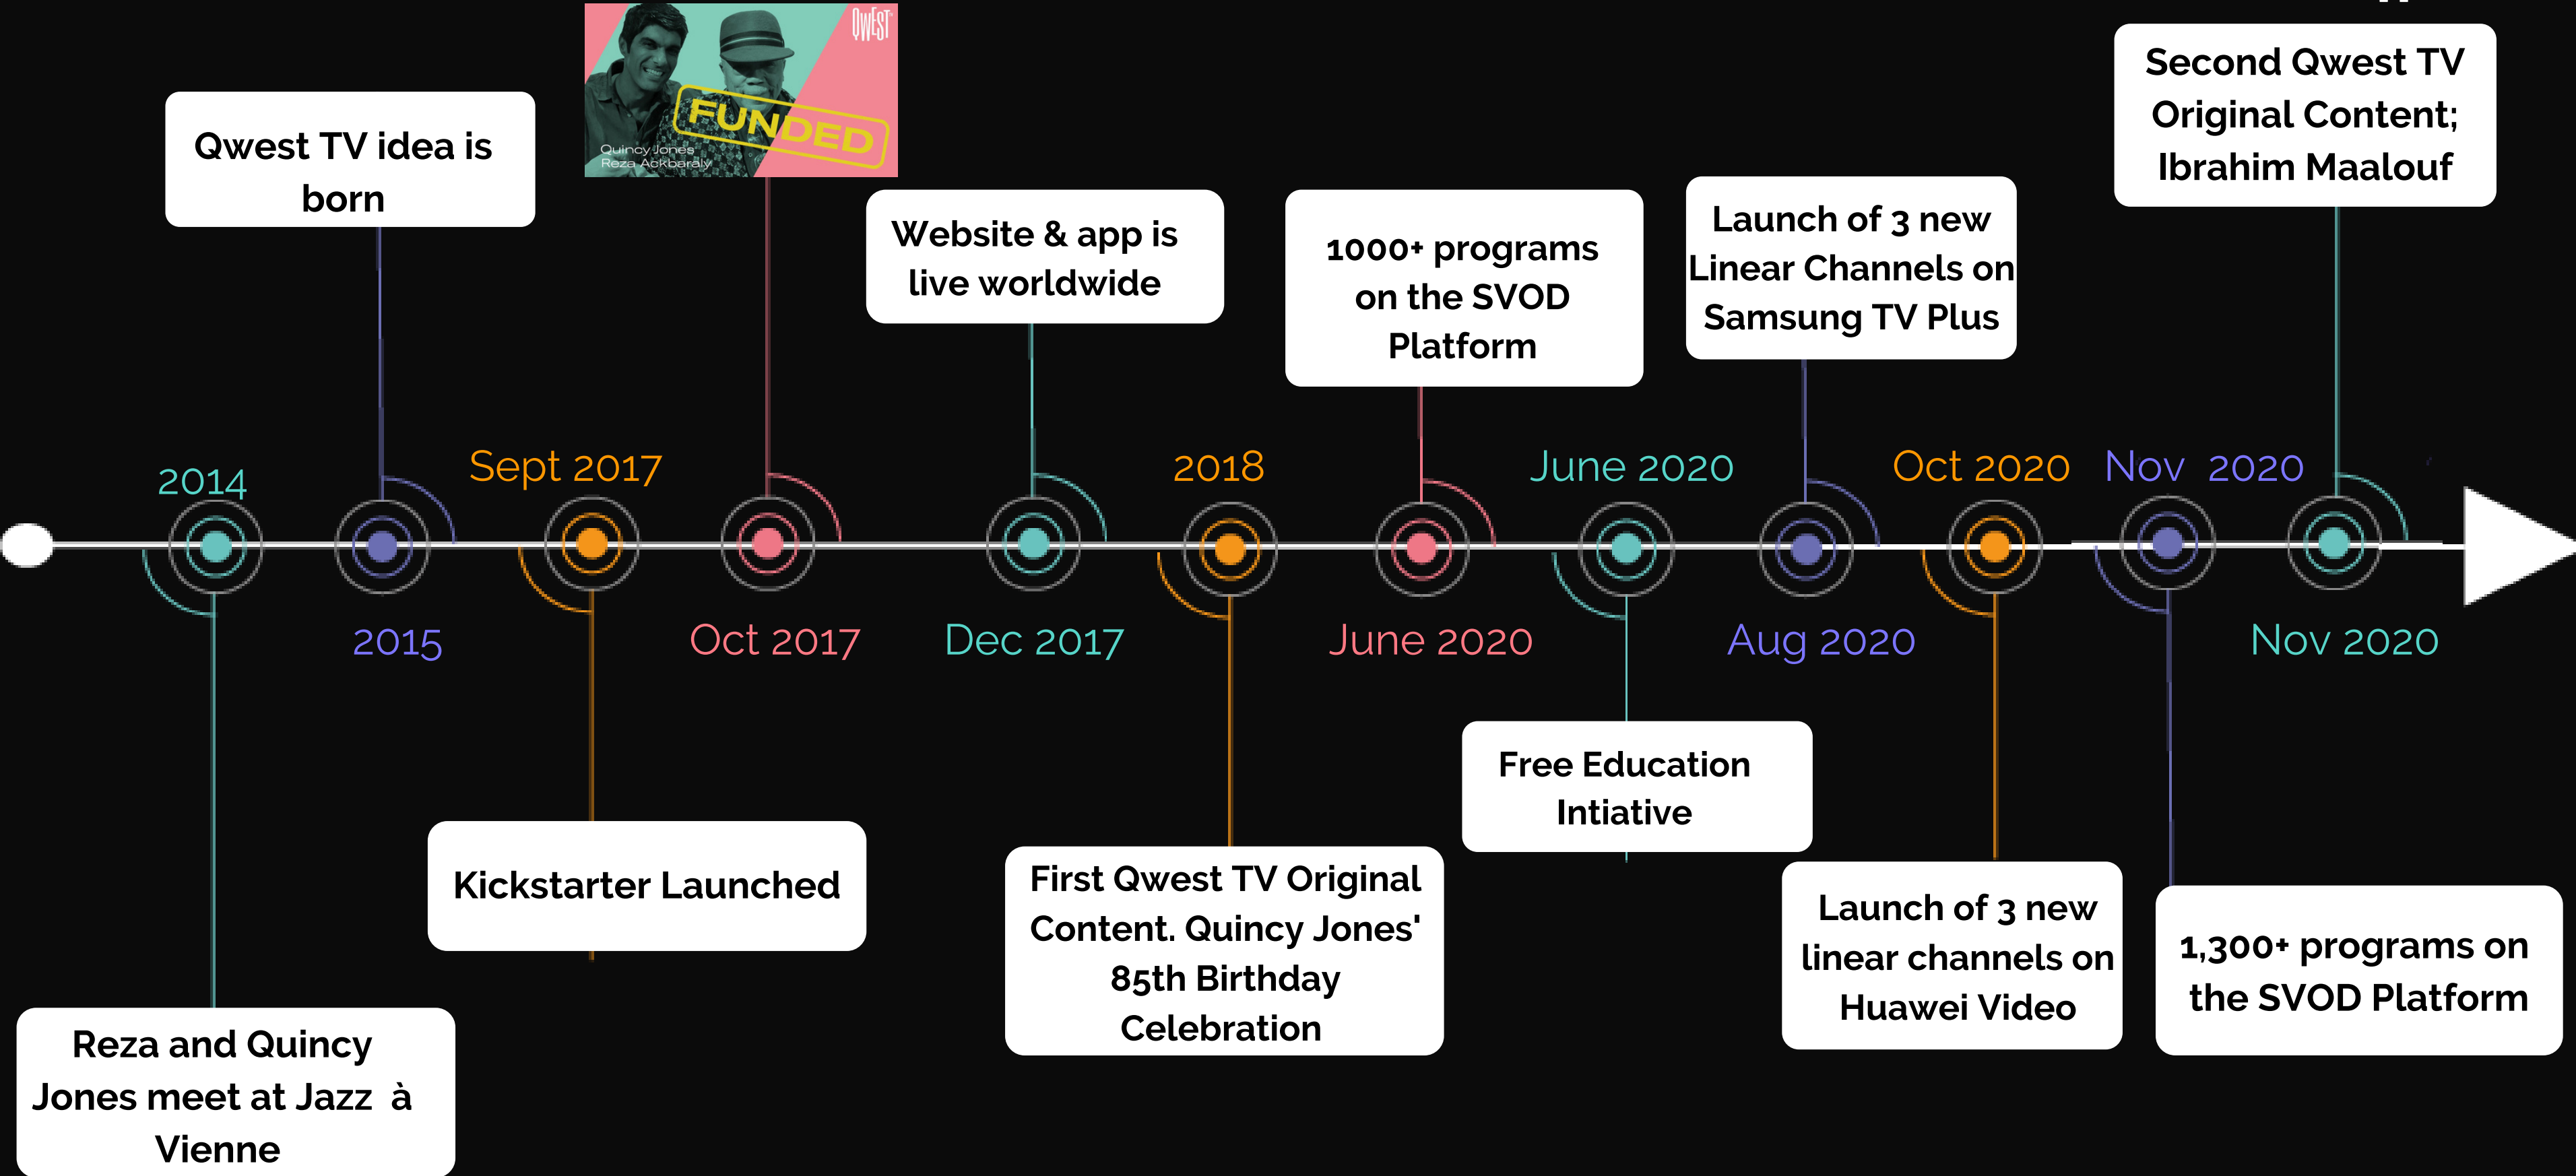 QWEST
FUNDED
Quincy Jones
Reza Ackbaraly
Second Qwest TV
Original Content;
Ibrahim Maalouf
Qwest TV idea is
born
Website & app is
live worldwide
1000+ programs
on the SVOD
Platform
Launch of 3 new
Linear Channels on
Samsung TV Plus
2014
Sept 2017
2018
June 2020
Oct 2020
Nov 2020
2015
Oct 2017
Dec 2017
June 2020
Aug 2020
Nov 2020
Reza and Quincy
Jones meet at Jazz à
Vienne
Kickstarter Launched
First Qwest TV Original
Content. Quincy Jones'
85th Birthday
Celebration
Free Education
Intiative
Launch of 3 new
linear channels on
Huawei Video
1,300+ programs on
the SVOD Platform